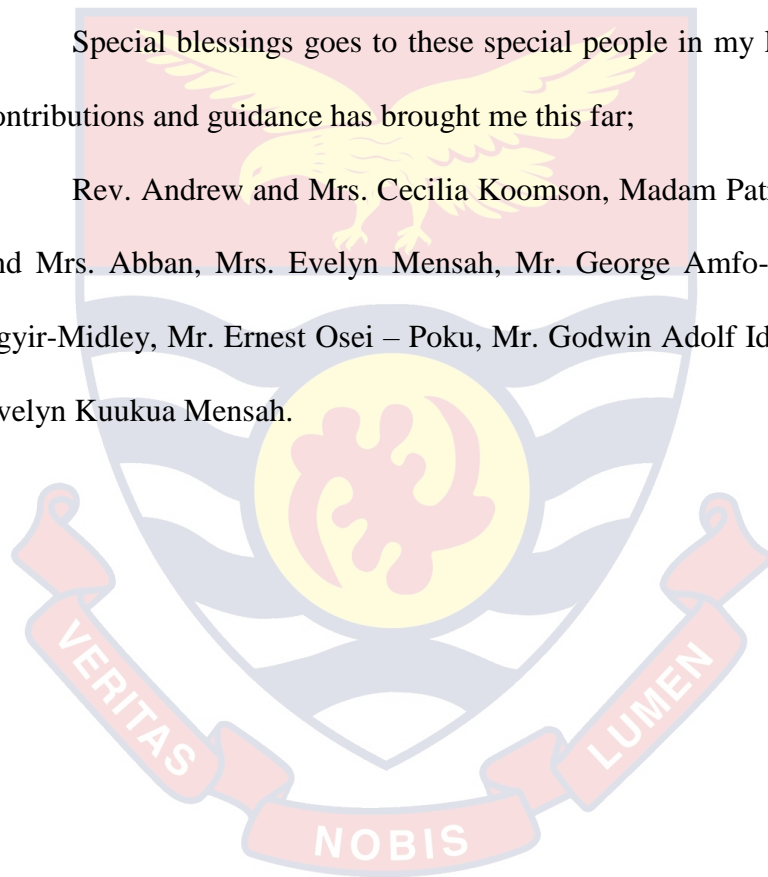 Special blessings goes to these special people in my
contributions and guidance has brought me this far;
Rev. Andrew and Mrs. Cecilia Koomson, Madam
and Mrs. Abban, Mrs. Evelyn Mensah, Mr. George Amfo-
gyir-Midley, Mr. Ernest Osei – Poku, Mr. Godwin Adolf
Evelyn Kuukua Mensah.
VERITAS
NOBIS
LUMEN